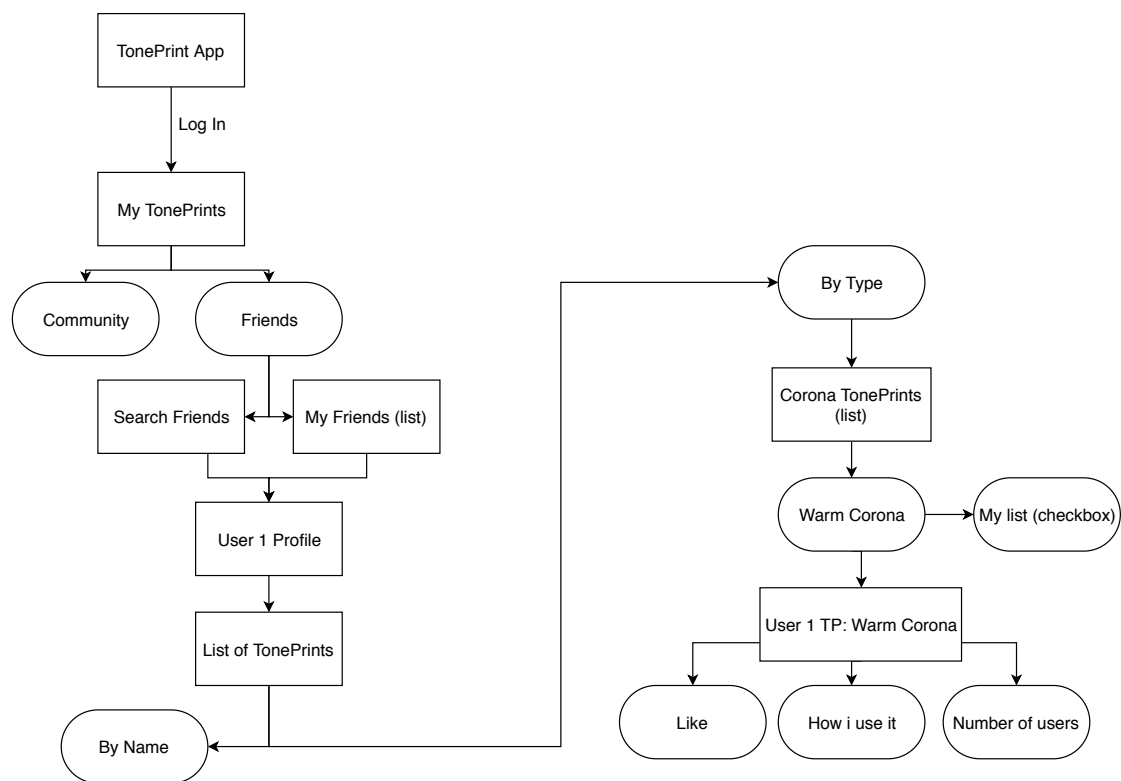 TonePrint App
Log In
My TonePrints
Community
Friends
Search Friends
My Friends (list)
User 1 Profile
List of TonePrints
By Name
By Type
Corona TonePrints
(list)
Warm Corona
My list (checkbox)
User 1 TP: Warm Corona
Like
How i use it
Number of users